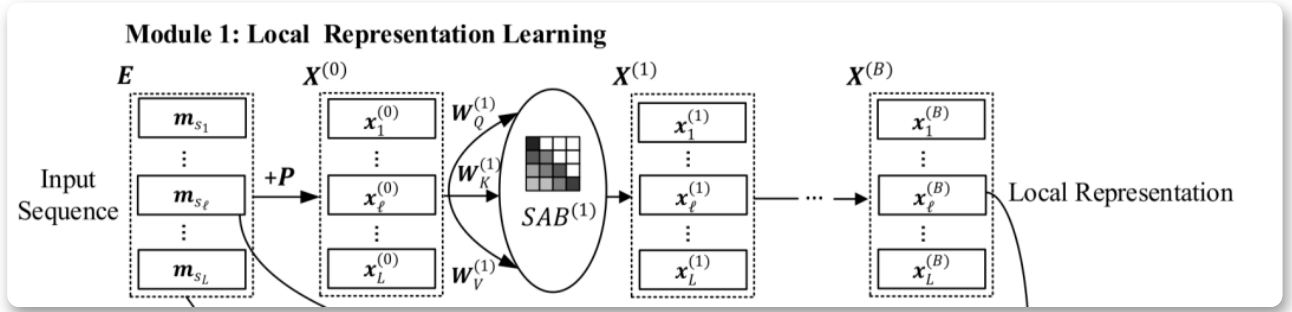 Module 1: Local Representation Learning
E X^{(0)} X^{(1)} X^{(B)}
m_{s_1} x_1^{(0)} W_Q^{(1)} x_1^{(1)} x_1^{(B)}
⋮ ⋮ ⋮ ⋮
Input Sequence m_{s_ℓ} +P x_ℓ^{(0)} W_K^{(1)} SAB^{(1)} x_ℓ^{(1)} ... x_ℓ^{(B)} Local Representation
⋮ ⋮ ⋮ ⋮
m_{s_L} x_L^{(0)} W_V^{(1)} x_L^{(1)} x_L^{(B)}